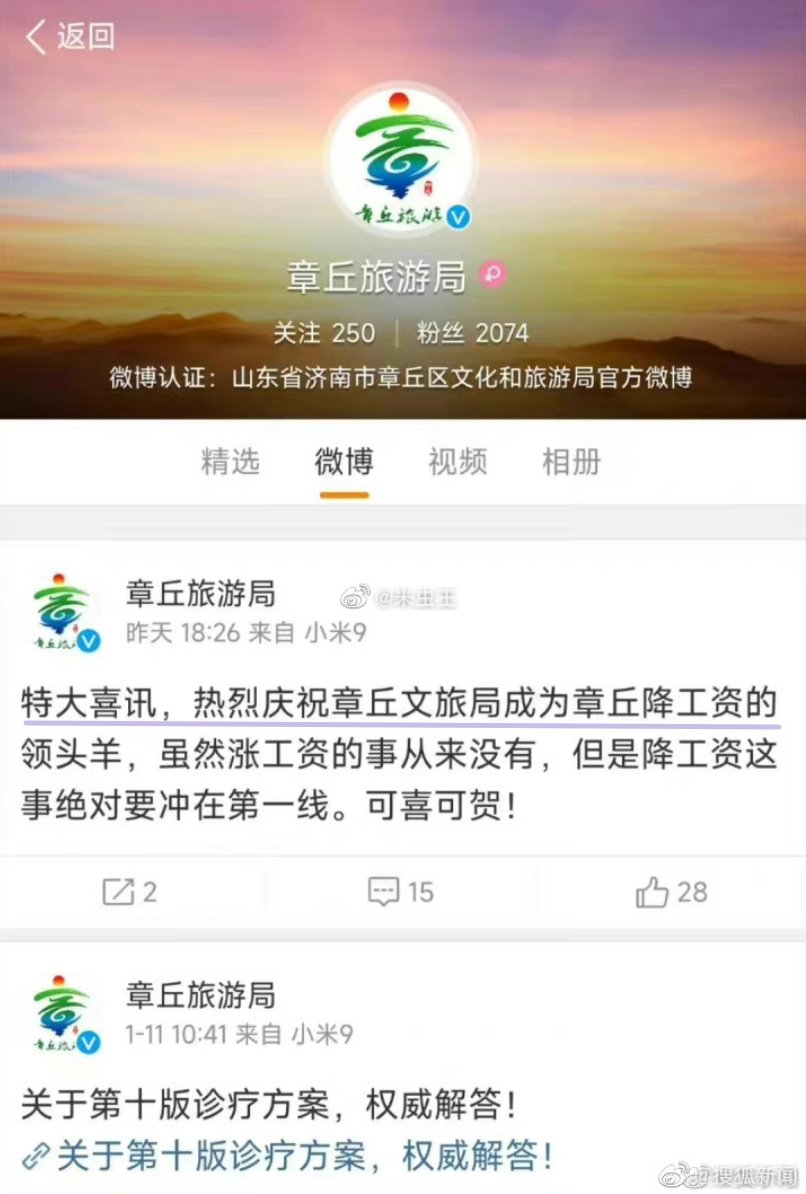 返回
章丘旅游
章丘旅游局
关注 250 | 粉丝 2074
微博认证：山东省济南市章丘区文化和旅游局官方微博
精选 微博 视频 相册
章丘旅游局
@米虫王
昨天 18:26 来自 小米9
特大喜讯，热烈庆祝章丘文旅局成为章丘降工资的
领头羊，虽然涨工资的事从来没有，但是降工资这
事绝对要冲在第一线。可喜可贺！
2 15 28
章丘旅游局
1-11 10:41 来自 小米9
关于第十版诊疗方案，权威解答！
关于第十版诊疗方案，权威解答！
@搜狐新闻